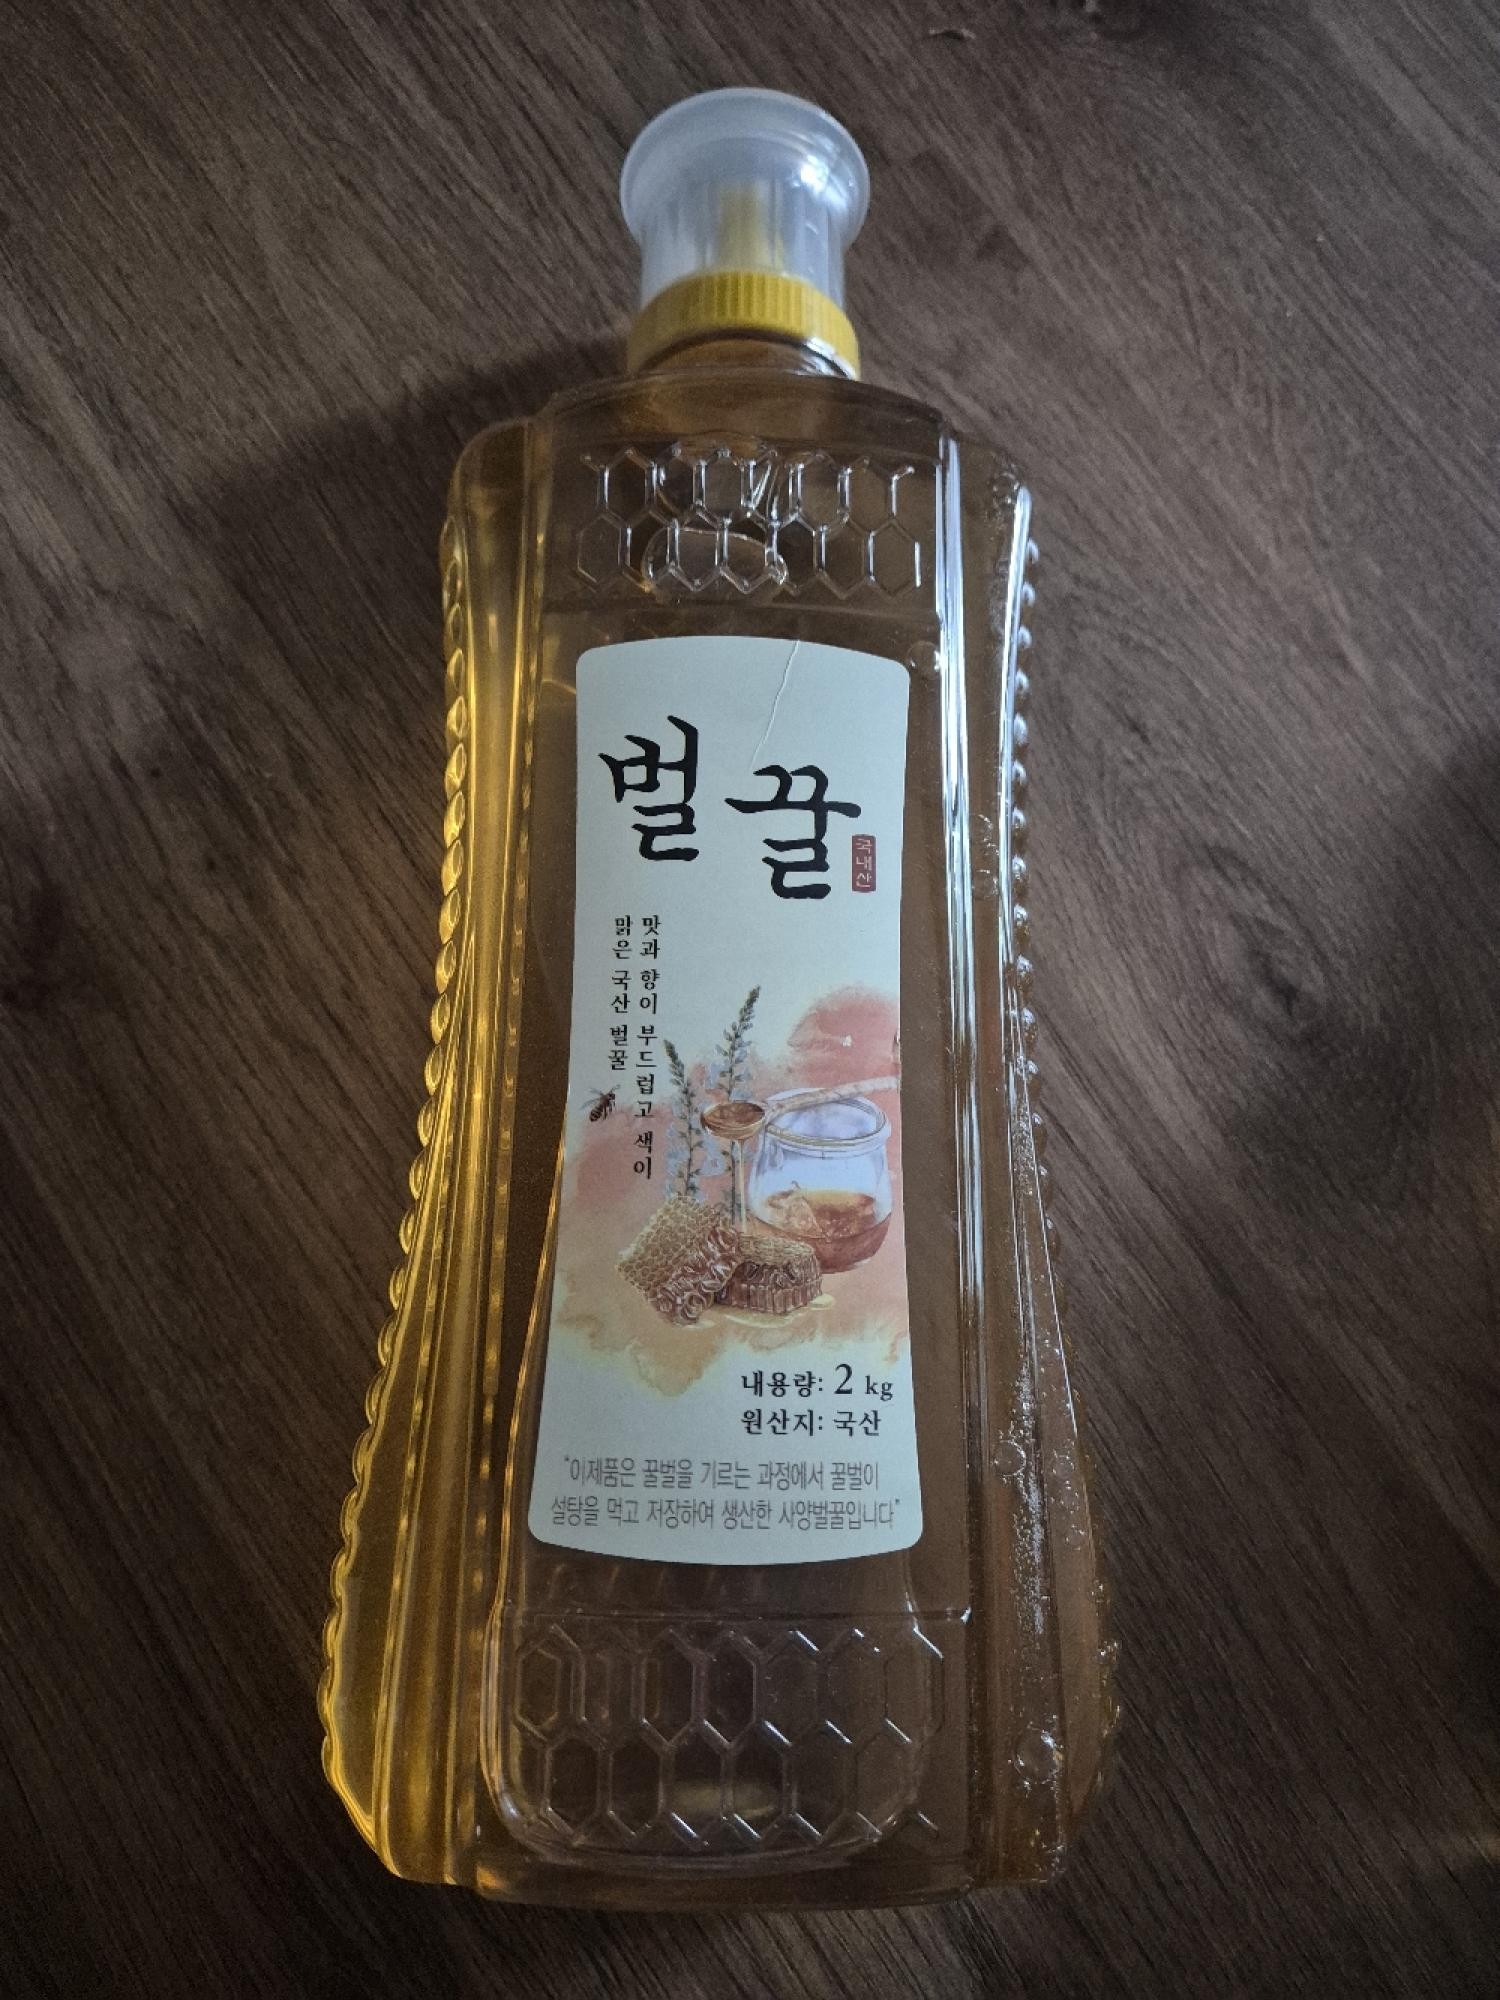 벌꿀
국내산
맛과 향이 부드럽고 색이
맑은 국산 벌꿀
내용량: 2 kg
원산지: 국산
"이제품은 꿀벌을 기르는 과정에서 꿀벌이
설탕을 먹고 저장하여 생산한 사양벌꿀입니다"